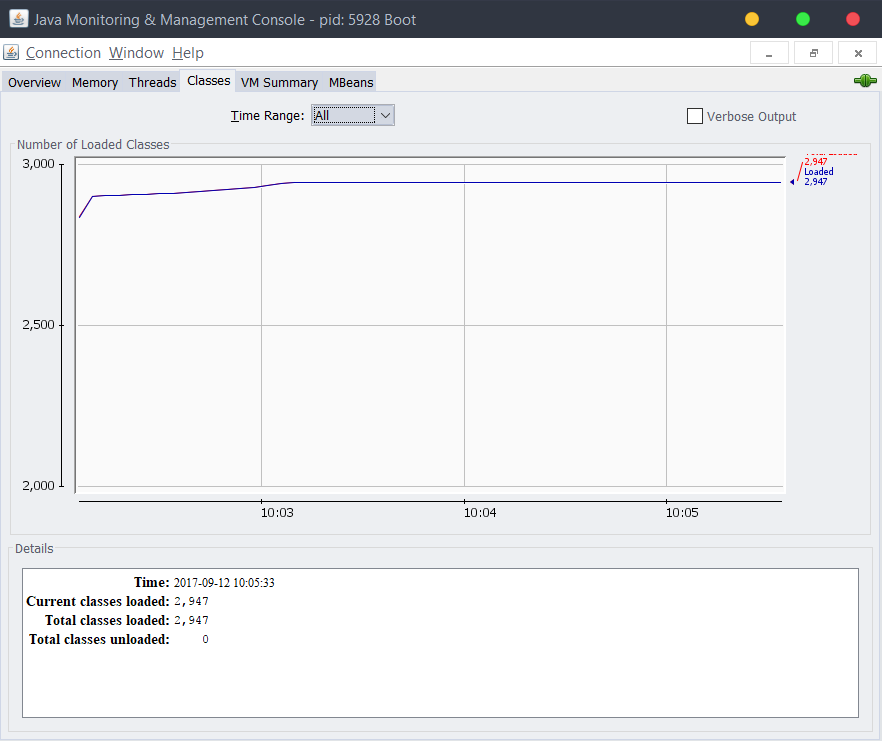 Java Monitoring & Management Console - pid: 5928 Boot
Connection Window Help
Overview Memory Threads Classes VM Summary MBeans
Time Range: All Verbose Output
Number of Loaded Classes
3,000
2,947
Loaded
2,947
2,500
2,000
10:03 10:04 10:05
Details
Time: 2017-09-12 10:05:33
Current classes loaded: 2,947
Total classes loaded: 2,947
Total classes unloaded: 0